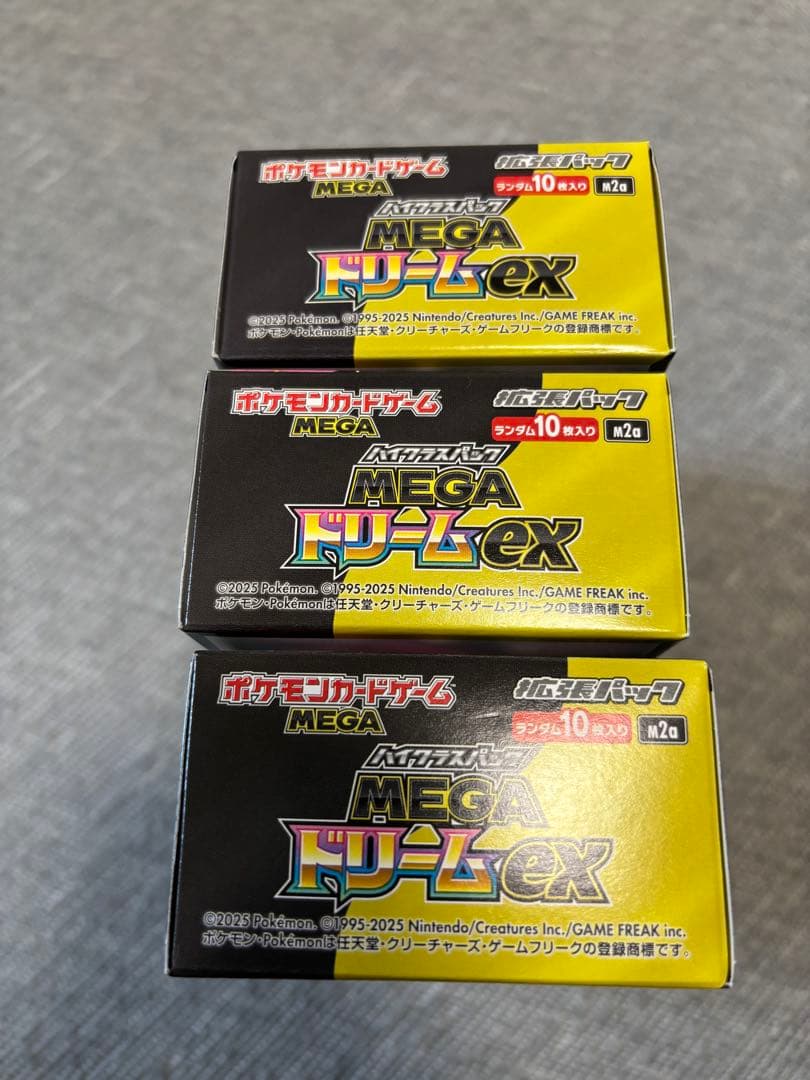 ポケモンカードゲーム
MEGA
拡張パック
ランダム10枚入り M2a
ハイクラスパック
MEGA
ドリームex
©2025 Pokémon. ©1995-2025 Nintendo/Creatures Inc./GAME FREAK inc.
ポケモン・Pokémonは任天堂・クリーチャーズ・ゲームフリークの登録商標です。
ポケモンカードゲーム
MEGA
拡張パック
ランダム10枚入り M2a
ハイクラスパック
MEGA
ドリームex
©2025 Pokémon. ©1995-2025 Nintendo/Creatures Inc./GAME FREAK inc.
ポケモン・Pokémonは任天堂・クリーチャーズ・ゲームフリークの登録商標です。
ポケモンカードゲーム
MEGA
拡張パック
ランダム10枚入り M2a
ハイクラスパック
MEGA
ドリームex
©2025 Pokémon. ©1995-2025 Nintendo/Creatures Inc./GAME FREAK inc.
ポケモン・Pokémonは任天堂・クリーチャーズ・ゲームフリークの登録商標です。